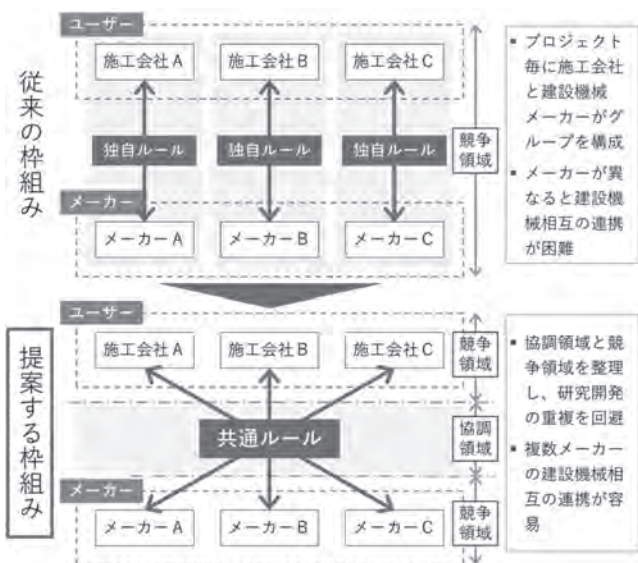 従来の枠組み
ユーザー
施工会社A
施工会社B
施工会社C
独自ルール
独自ルール
独自ルール
メーカー
メーカーA
メーカーB
メーカーC
競争
領域
▪ プロジェクト
毎に施工会社
と建設機械
メーカーがグ
ループを構成
▪ メーカーが異
なると建設機
械相互の連携
が困難
提案する枠組み
ユーザー
施工会社A
施工会社B
施工会社C
共通ルール
メーカー
メーカーA
メーカーB
メーカーC
競争
領域
協調
領域
競争
領域
▪ 協調領域と競
争領域を整理
し、研究開発
の重複を回避
▪ 複数メーカー
の建設機械相
互の連携が容
易